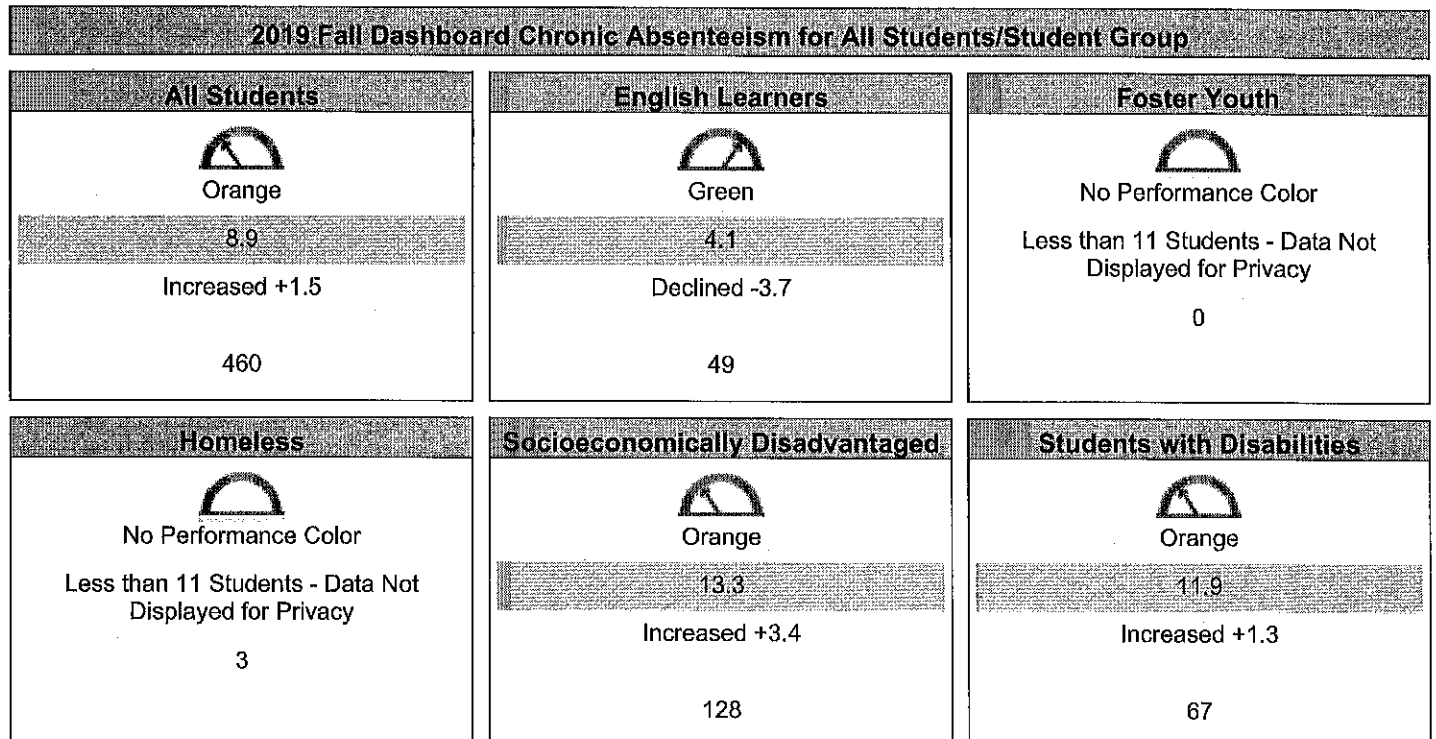 2019 Fall Dashboard Chronic Absenteeism for All Students/Student Group
All Students
Orange
8.9
Increased +1.5
460
English Learners
Green
4.1
Declined -3.7
49
Foster Youth
No Performance Color
Less than 11 Students - Data Not
Displayed for Privacy
0
Homeless
No Performance Color
Less than 11 Students - Data Not
Displayed for Privacy
3
Socioeconomically Disadvantaged
Orange
13.3
Increased +3.4
128
Students with Disabilities
Orange
11.9
Increased +1.3
67